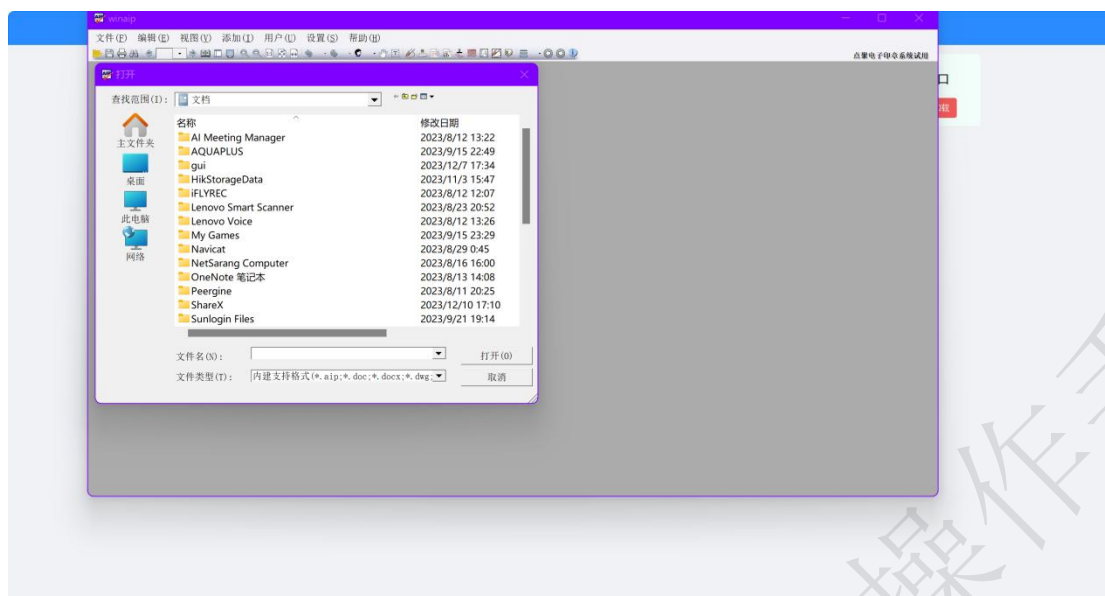 winaip
文件(F) 编辑(E) 视图(V) 添加(I) 用户(U) 设置(S) 帮助(H)
点聚电子印章系统试用
打开
口
查找范围(I): 文档
名称 修改日期
主文件夹
桌面
此电脑
网络
AI Meeting Manager 2023/8/12 13:22
AQUAPLUS 2023/9/15 22:49
gui 2023/12/7 17:34
HikStorageData 2023/11/3 15:47
iFLYREC 2023/8/12 12:07
Lenovo Smart Scanner 2023/8/23 20:52
Lenovo Voice 2023/8/12 13:26
My Games 2023/9/15 23:29
Navicat 2023/8/29 0:45
NetSarang Computer 2023/8/16 16:00
OneNote 笔记本 2023/8/13 14:08
Peergine 2023/8/11 20:25
ShareX 2023/12/10 17:10
Sunlogin Files 2023/9/21 19:14
文件名(N): 打开(O)
文件类型(T): 内建支持格式(*.aip;*.doc;*.docx;*.dwg; 取消
操作